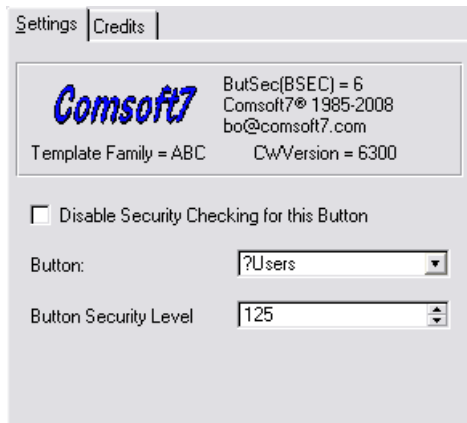 Settings Credits
Comsoft7
ButSec(BSEC) = 6
Comsoft7® 1985-2008
bo@comsoft7.com
Template Family = ABC CWVersion = 6300
Disable Security Checking for this Button
Button: ?Users
Button Security Level 125